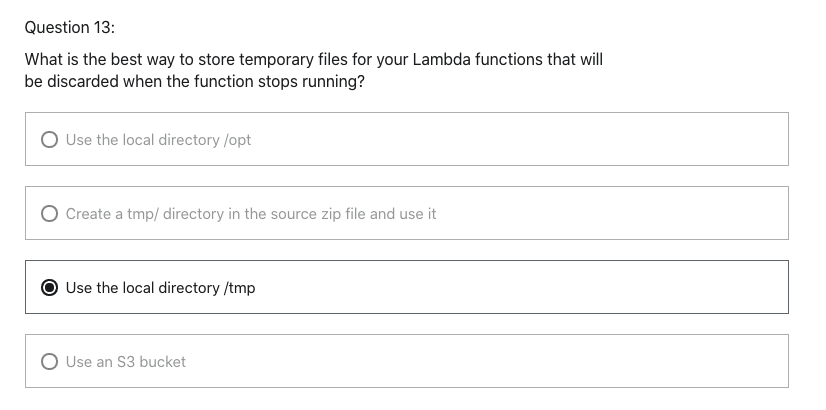 Question 13:
What is the best way to store temporary files for your Lambda functions that will
be discarded when the function stops running?
Use the local directory /opt
Create a tmp/ directory in the source zip file and use it
Use the local directory /tmp
Use an S3 bucket